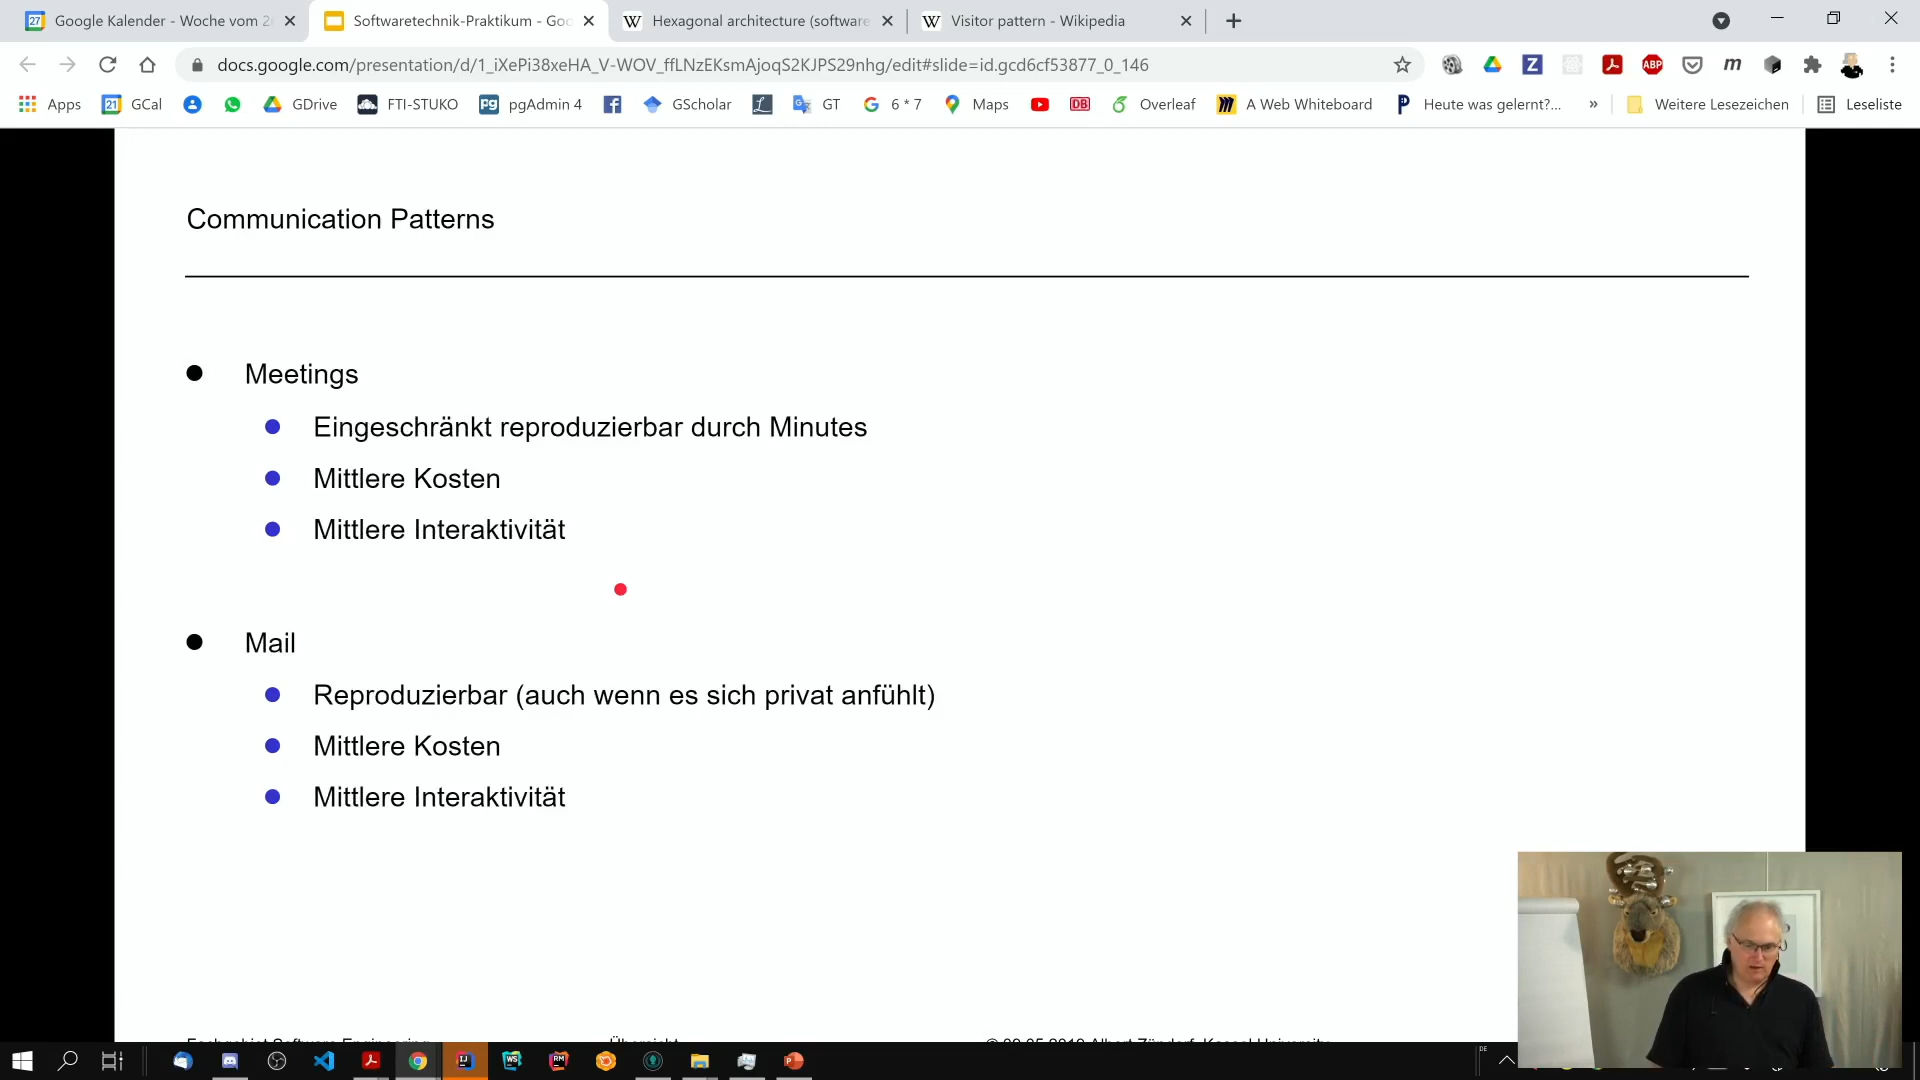 Google Kalender - Woche vom 2
Softwaretechnik-Praktikum - Goo
Hexagonal architecture (software
Visitor pattern - Wikipedia
docs.google.com/presentation/d/1_iXePi38xeHA_V-WOV_ffLNzEKsmAjoqS2KJPS29nhg/edit#slide=id.gcd6cf53877_0_146
Apps
GCal
GDrive
FTI-STUKO
pgAdmin 4
GScholar
GT
6 * 7
Maps
Overleaf
A Web Whiteboard
Heute was gelernt?...
»
Weitere Lesezeichen
Leseliste
Communication Patterns
Meetings
Eingeschränkt reproduzierbar durch Minutes
Mittlere Kosten
Mittlere Interaktivität
Mail
Reproduzierbar (auch wenn es sich privat anfühlt)
Mittlere Kosten
Mittlere Interaktivität